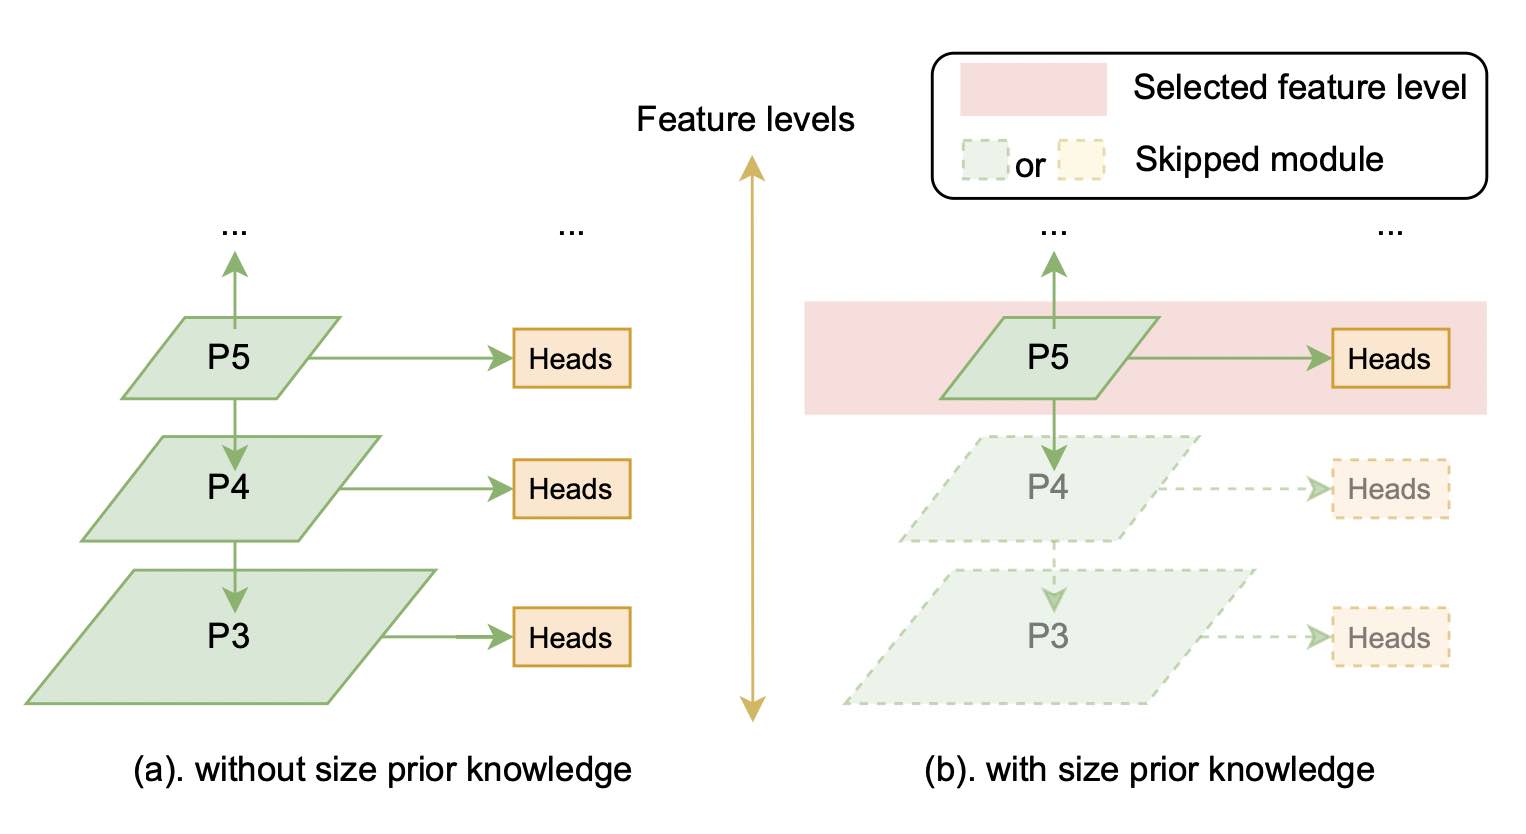 Selected feature level
or Skipped module
Feature levels
... ... ... ...
P5 Heads P5 Heads
P4 Heads P4 Heads
P3 Heads P3 Heads
(a). without size prior knowledge
(b). with size prior knowledge